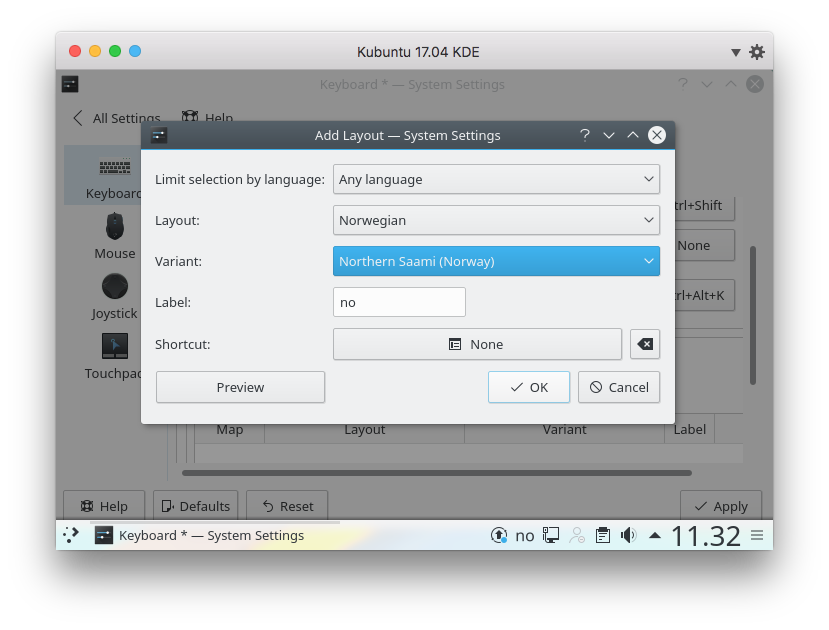 Kubuntu 17.04 KDE
Keyboard * — System Settings
All Settings Help
Add Layout — System Settings
Limit selection by language: Any language
Layout: Norwegian
Variant: Northern Saami (Norway)
Label: no
Shortcut: None
Preview OK Cancel
Keyboard
Mouse
Joystick
Touchpad
trl+Shift
None
trl+Alt+K
Map Layout Variant Label
Help Defaults Reset Apply
Keyboard * — System Settings no 11.32